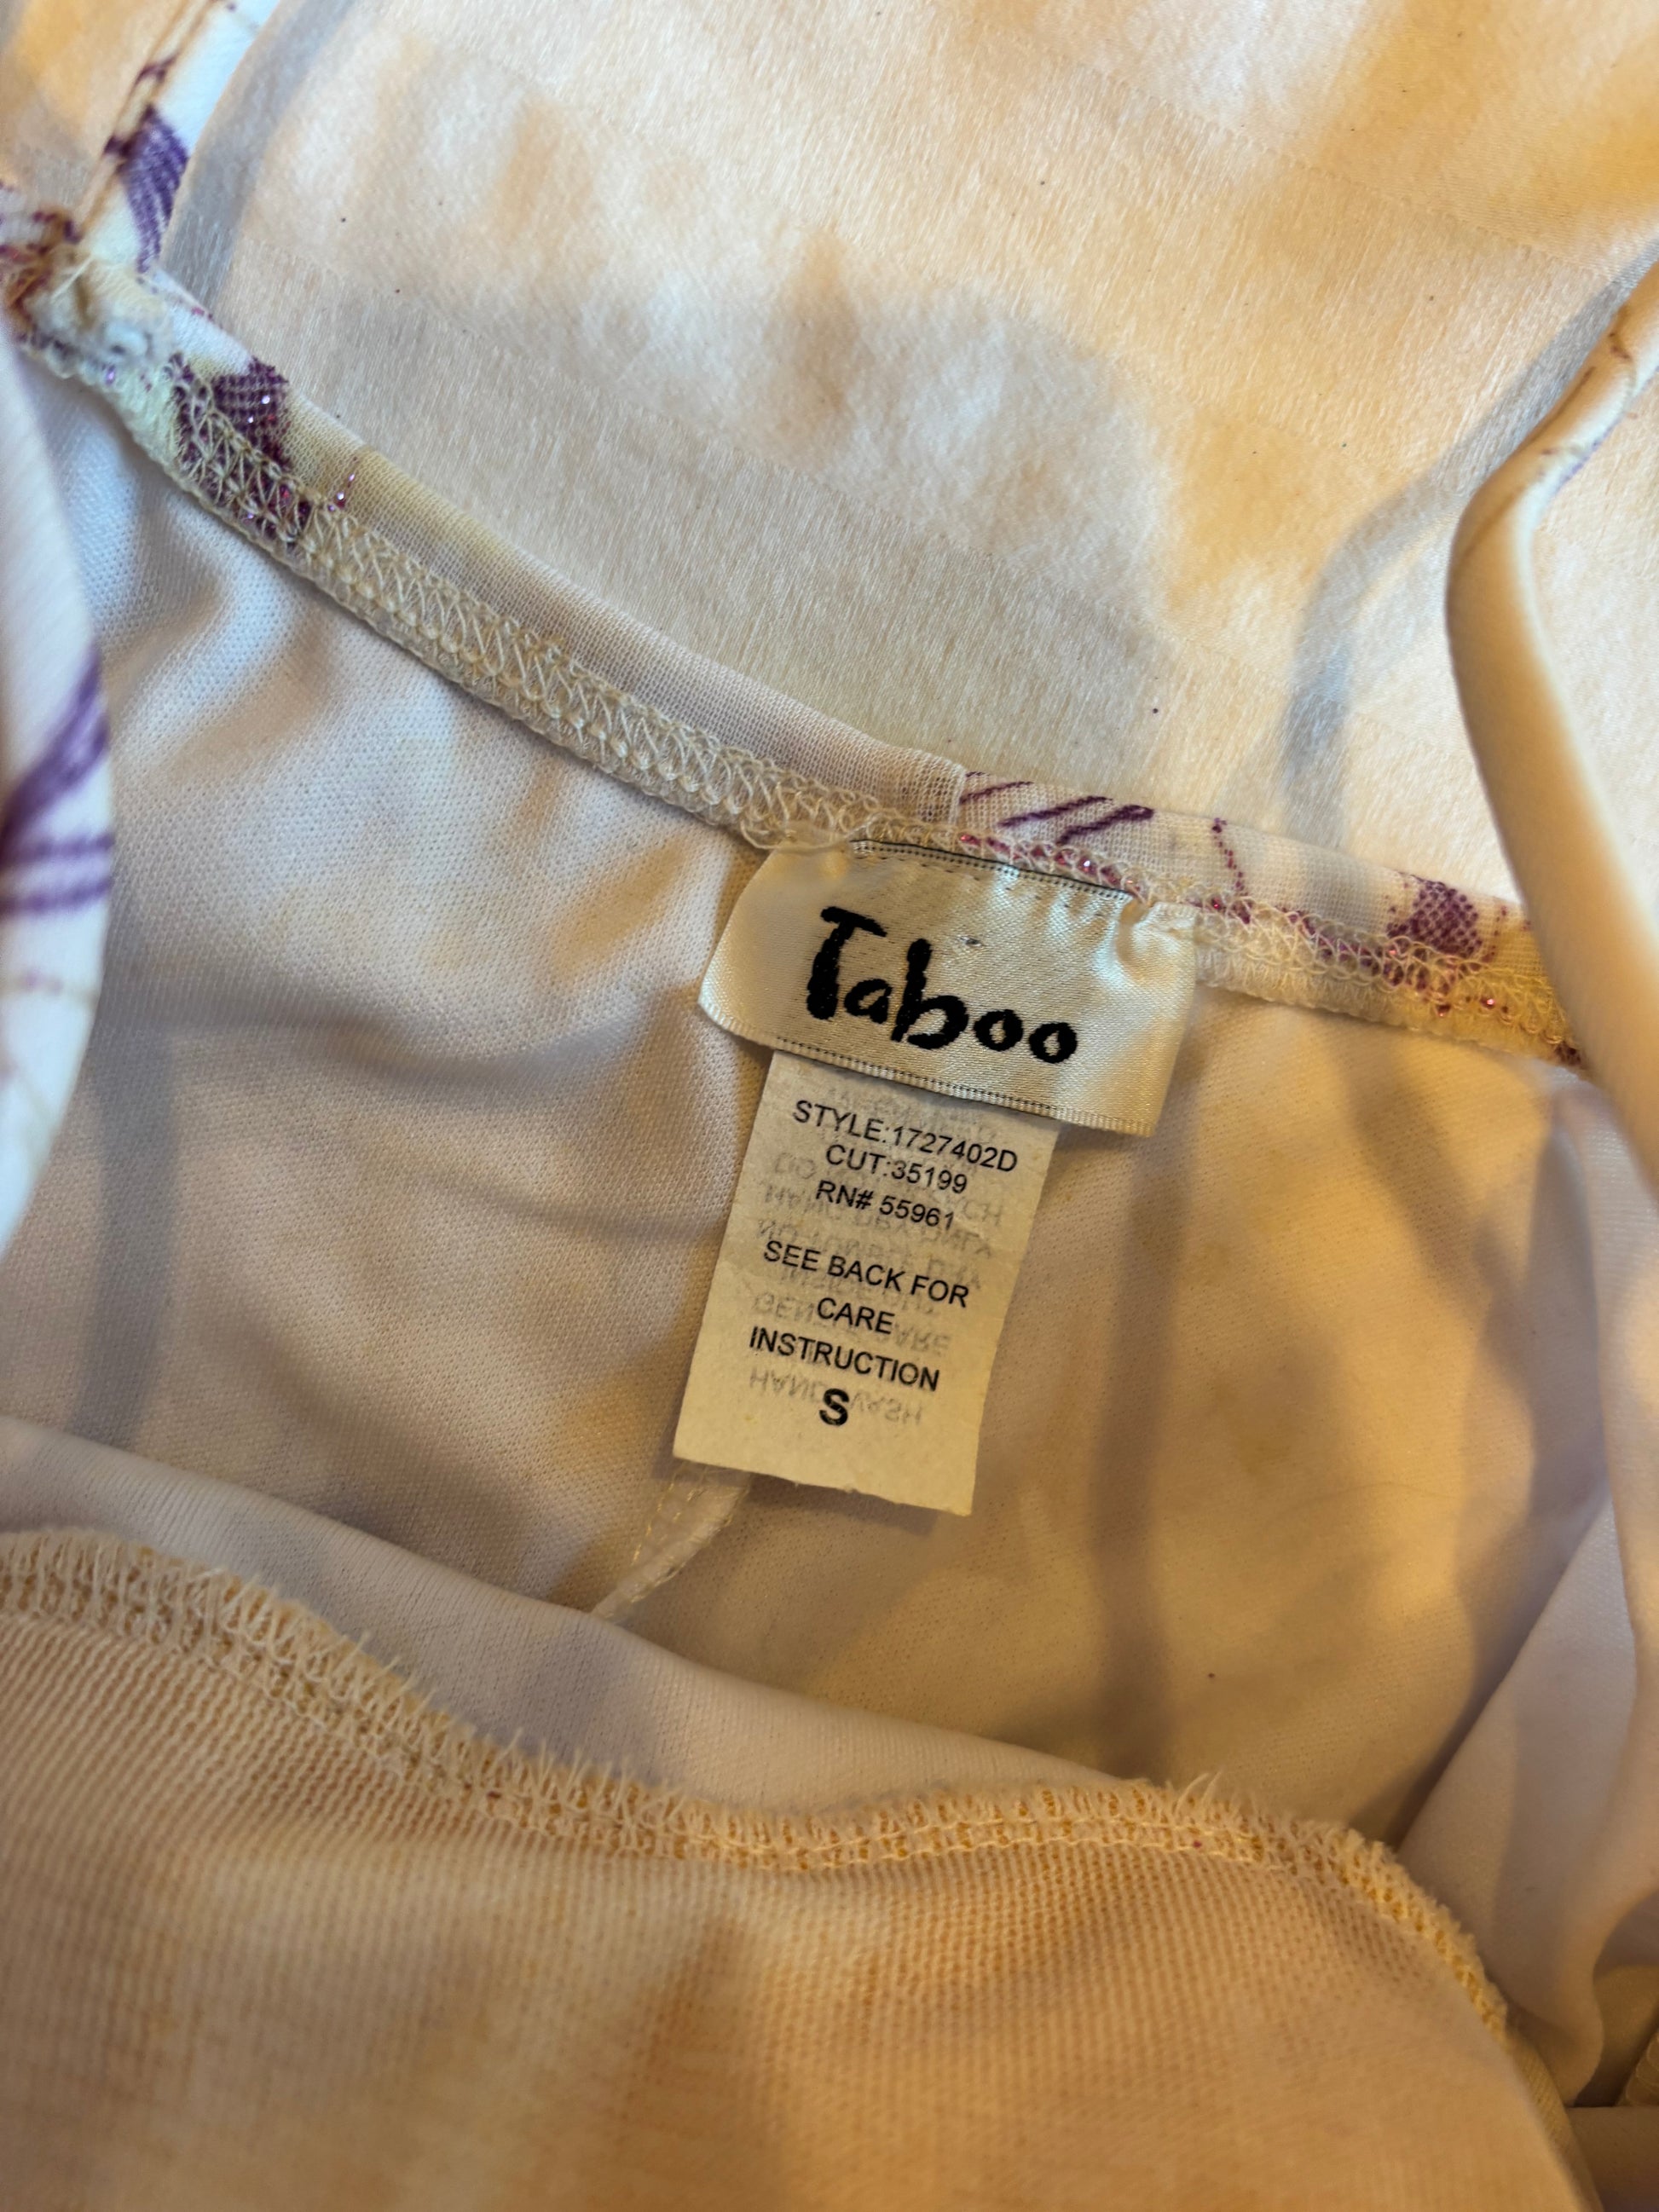 Taboo
STYLE:1727402D
CUT:35199
RN# 55961
SEE BACK FOR
CARE
INSTRUCTION
S